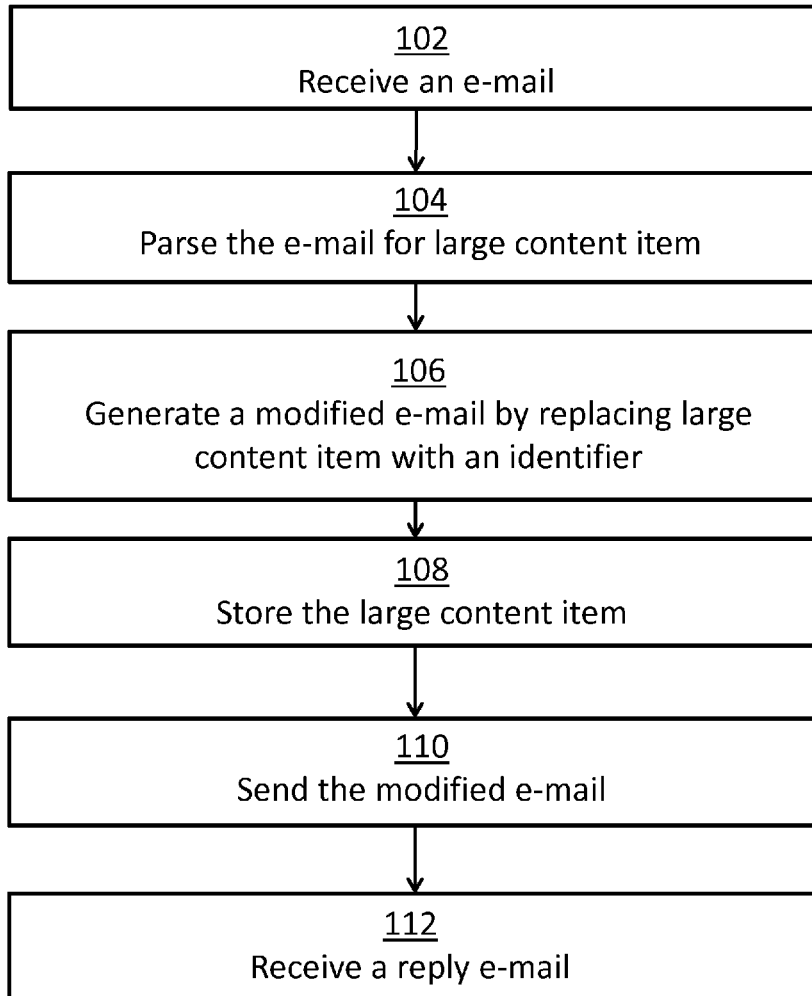 102
Receive an e-mail
104
Parse the e-mail for large content item
106
Generate a modified e-mail by replacing large
content item with an identifier
108
Store the large content item
110
Send the modified e-mail
112
Receive a reply e-mail